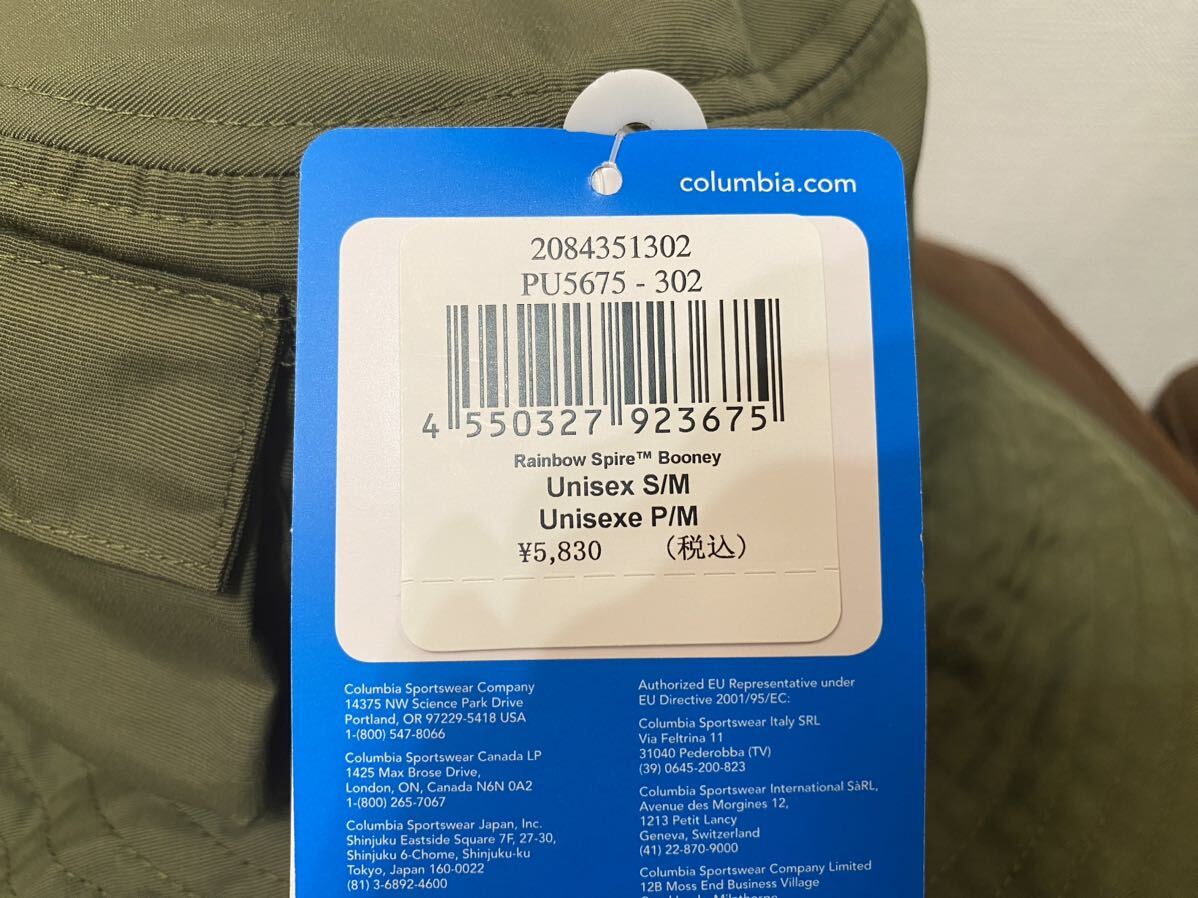 columbia.com
2084351302
PU5675 - 302
4 550327 923675
Rainbow Spire™ Booney
Unisex S/M
Unisexe P/M
¥5,830 (税込)
Columbia Sportswear Company
14375 NW Science Park Drive
Portland, OR 97229-5418 USA
1-(800) 547-8066
Columbia Sportswear Canada LP
1425 Max Brose Drive,
London, ON, Canada N6N 0A2
1-(800) 265-7067
Columbia Sportswear Japan, Inc.
Shinjuku Eastside Square 7F, 27-30,
Shinjuku 6-Chome, Shinjuku-ku
Tokyo, Japan 160-0022
(81) 3-6892-4600
Authorized EU Representative under
EU Directive 2001/95/EC:
Columbia Sportswear Italy SRL
Via Feltrina 11
31040 Pederobba (TV)
(39) 0645-200-823
Columbia Sportswear International SàRL,
Avenue des Morgines 12,
1213 Petit Lancy
Geneva, Switzerland
(41) 22-870-9000
Columbia Sportswear Company Limited
12B Moss End Business Village